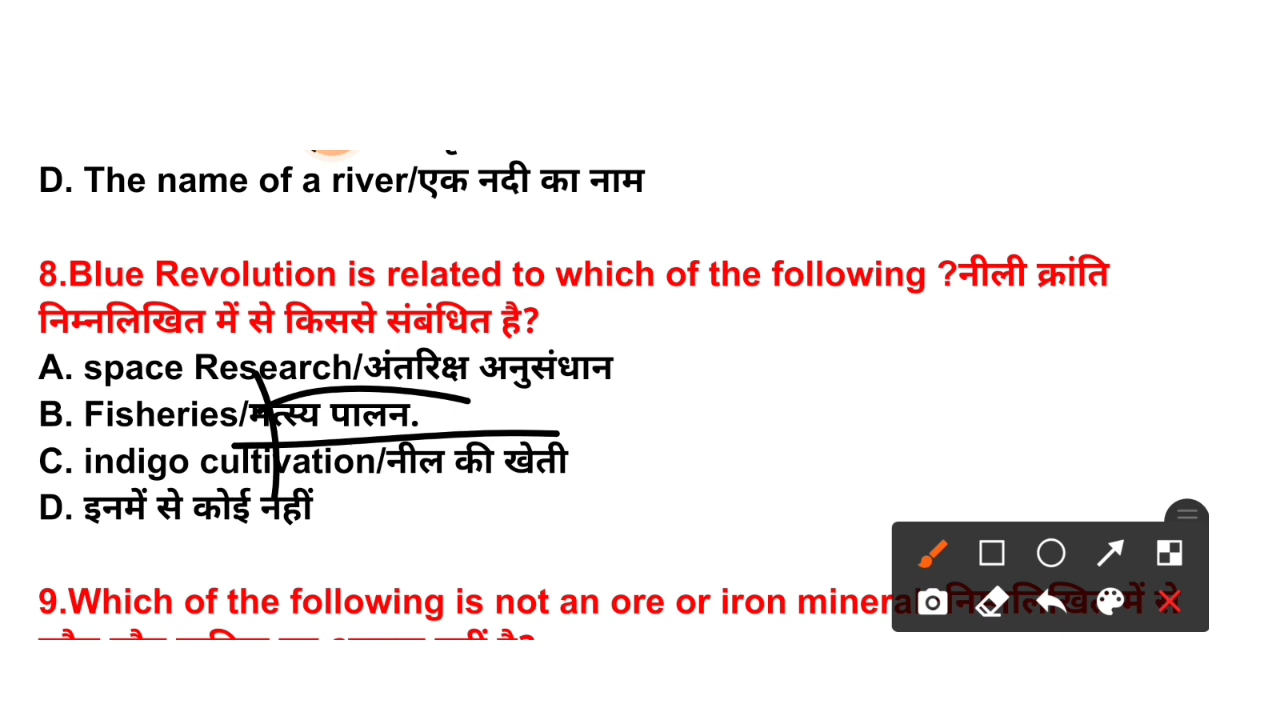 D. The name of a river/एक नदी का नाम
8.Blue Revolution is related to which of the following ?नीली क्रांति
निम्नलिखित में से किससे संबंधित है?
A. space Research/अंतरिक्ष अनुसंधान
B. Fisheries/मत्स्य पालन.
C. indigo cultivation/नील की खेती
D. इनमें से कोई नहीं
9.Which of the following is not an ore or iron mineral निम्नलिखित में से